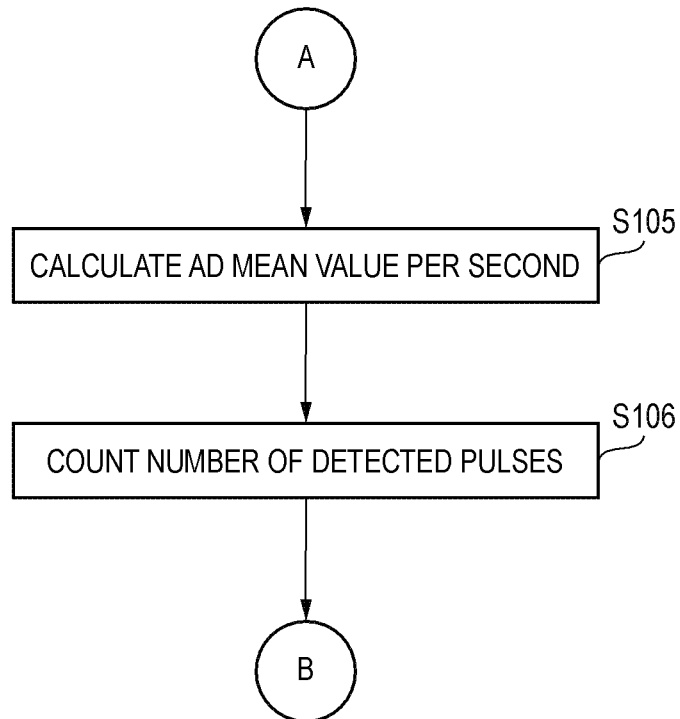 A
S105
CALCULATE AD MEAN VALUE PER SECOND
S106
COUNT NUMBER OF DETECTED PULSES
B